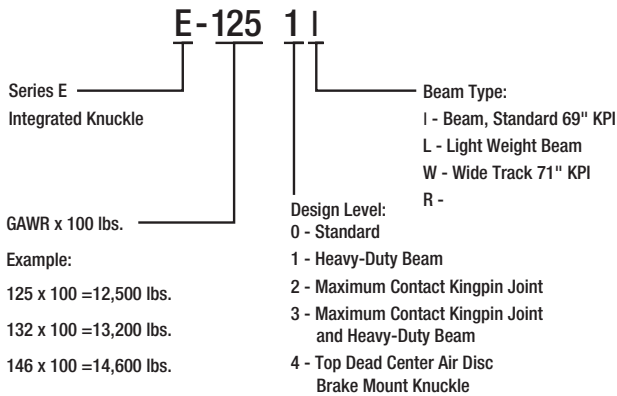 E-125 1 I
Series E
Integrated Knuckle
GAWR x 100 lbs.
Example:
125 x 100 =12,500 lbs.
132 x 100 =13,200 lbs.
146 x 100 =14,600 lbs.
Design Level:
0 - Standard
1 - Heavy-Duty Beam
2 - Maximum Contact Kingpin Joint
3 - Maximum Contact Kingpin Joint
and Heavy-Duty Beam
4 - Top Dead Center Air Disc
Brake Mount Knuckle
Beam Type:
I - Beam, Standard 69" KPI
L - Light Weight Beam
W - Wide Track 71" KPI
R -